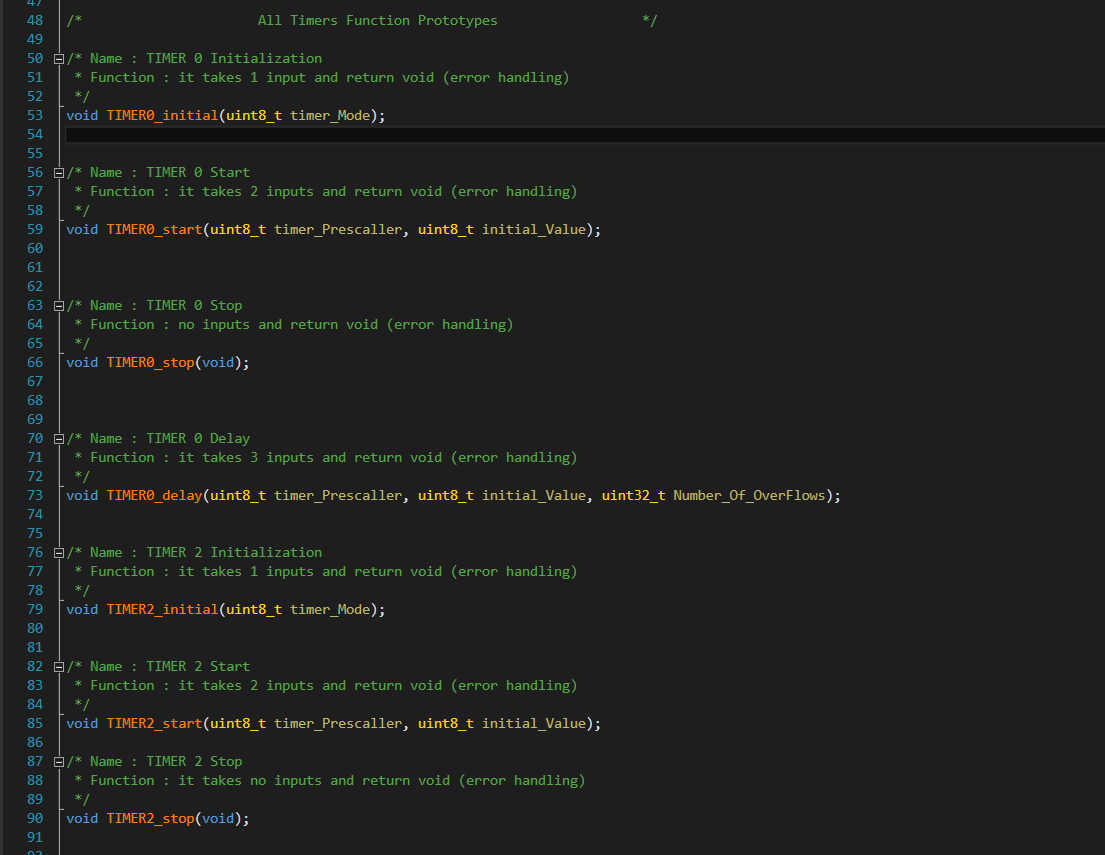 47
48 /* All Timers Function Prototypes */
49
50 /* Name : TIMER 0 Initialization
51 * Function : it takes 1 input and return void (error handling)
52 */
53 void TIMER0_initial(uint8_t timer_Mode);
54
55
56 /* Name : TIMER 0 Start
57 * Function : it takes 2 inputs and return void (error handling)
58 */
59 void TIMER0_start(uint8_t timer_Prescaller, uint8_t initial_Value);
60
61
62
63 /* Name : TIMER 0 Stop
64 * Function : no inputs and return void (error handling)
65 */
66 void TIMER0_stop(void);
67
68
69
70 /* Name : TIMER 0 Delay
71 * Function : it takes 3 inputs and return void (error handling)
72 */
73 void TIMER0_delay(uint8_t timer_Prescaller, uint8_t initial_Value, uint32_t Number_Of_OverFlows);
74
75
76 /* Name : TIMER 2 Initialization
77 * Function : it takes 1 inputs and return void (error handling)
78 */
79 void TIMER2_initial(uint8_t timer_Mode);
80
81
82 /* Name : TIMER 2 Start
83 * Function : it takes 2 inputs and return void (error handling)
84 */
85 void TIMER2_start(uint8_t timer_Prescaller, uint8_t initial_Value);
86
87 /* Name : TIMER 2 Stop
88 * Function : it takes no inputs and return void (error handling)
89 */
90 void TIMER2_stop(void);
91
92